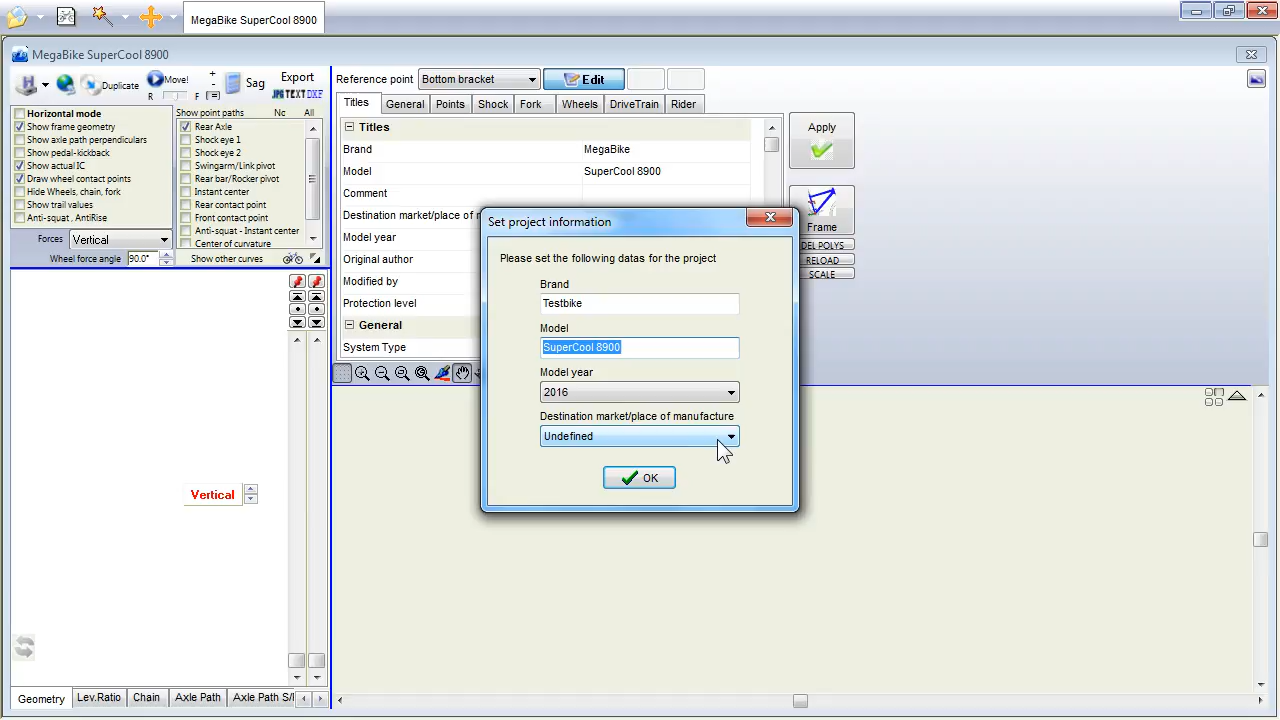 MegaBike SuperCool 8900
MegaBike SuperCool 8900
Duplicate
Move!
R
+
-
F
Sag
Export
JPG TEXT DXF
Horizontal mode
Show frame geometry
Show axle path perpendiculars
Show pedal-kickback
Show actual IC
Draw wheel contact points
Hide Wheels, chain, fork
Show trail values
Anti-squat , AntiRise
Forces
Vertical
Wheel force angle
90.0°
Show point paths
Nc
All
Rear Axle
Shock eye 1
Shock eye 2
Swingarm/Link pivot
Rear bar/Rocker pivot
Instant center
Rear contact point
Front contact point
Anti-squat - Instant center
Center of curvature
Show other curves
Reference point
Bottom bracket
Edit
Titles
General
Points
Shock
Fork
Wheels
DriveTrain
Rider
Titles
Brand
MegaBike
Model
SuperCool 8900
Comment
Destination market/place of m
Model year
Original author
Modified by
Protection level
General
System Type
Apply
Frame
DEL POLYS
RELOAD
SCALE
Set project information
Please set the following datas for the project
Brand
Testbike
Model
SuperCool 8900
Model year
2016
Destination market/place of manufacture
Undefined
OK
Vertical
Geometry
Lev.Ratio
Chain
Axle Path